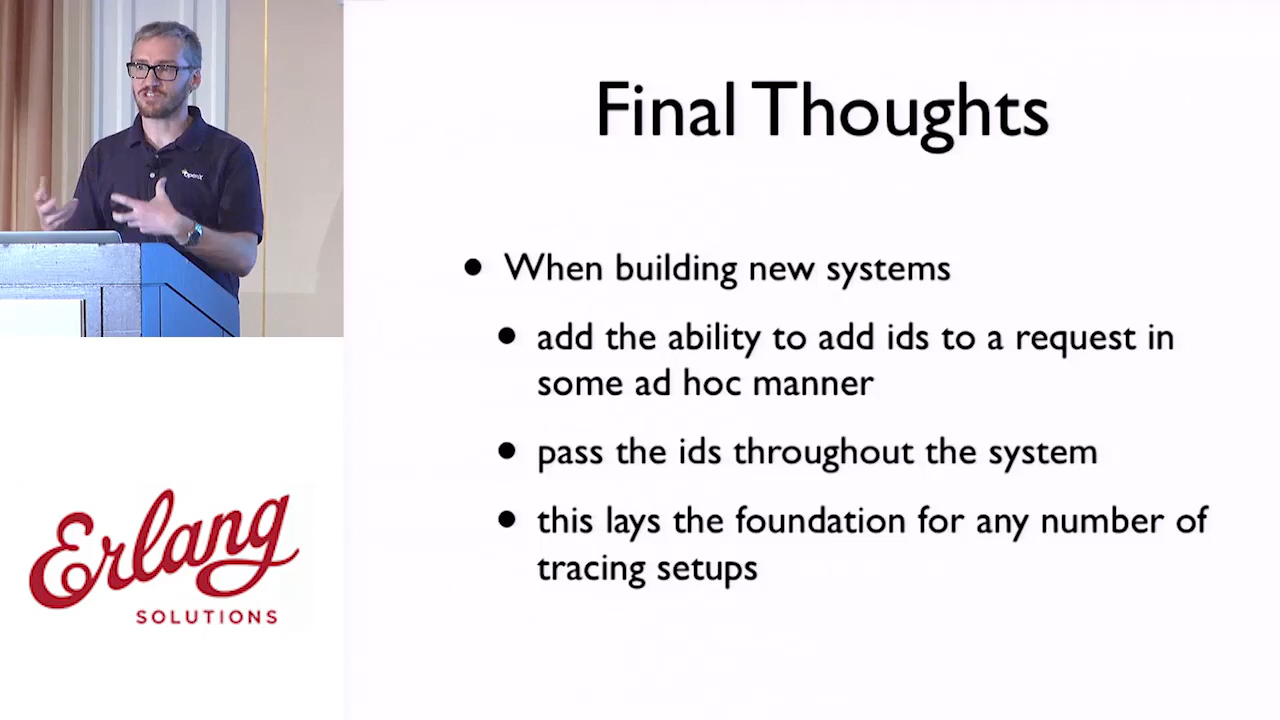 OpenX
Final Thoughts
• When building new systems
• add the ability to add ids to a request in
some ad hoc manner
• pass the ids throughout the system
• this lays the foundation for any number of
tracing setups
Erlang
SOLUTIONS